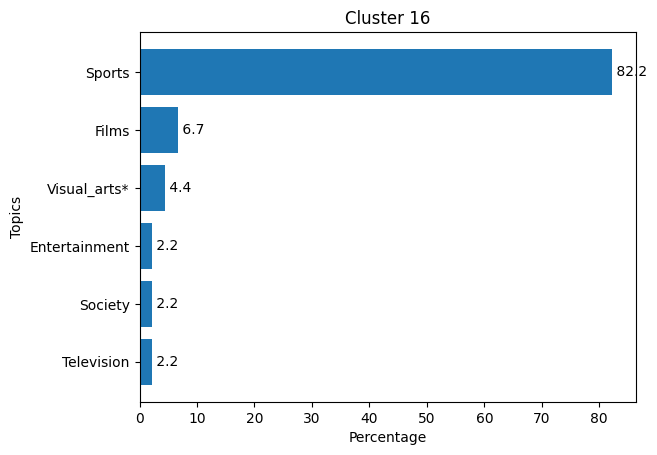 Cluster 16
Topics
Sports 82.2
Films 6.7
Visual_arts* 4.4
Entertainment 2.2
Society 2.2
Television 2.2
0 10 20 30 40 50 60 70 80
Percentage